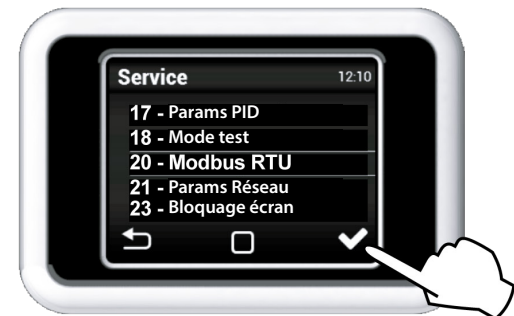 Service 12:10
17 - Params PID
18 - Mode test
20 - Modbus RTU
21 - Params Réseau
23 - Bloquage écran